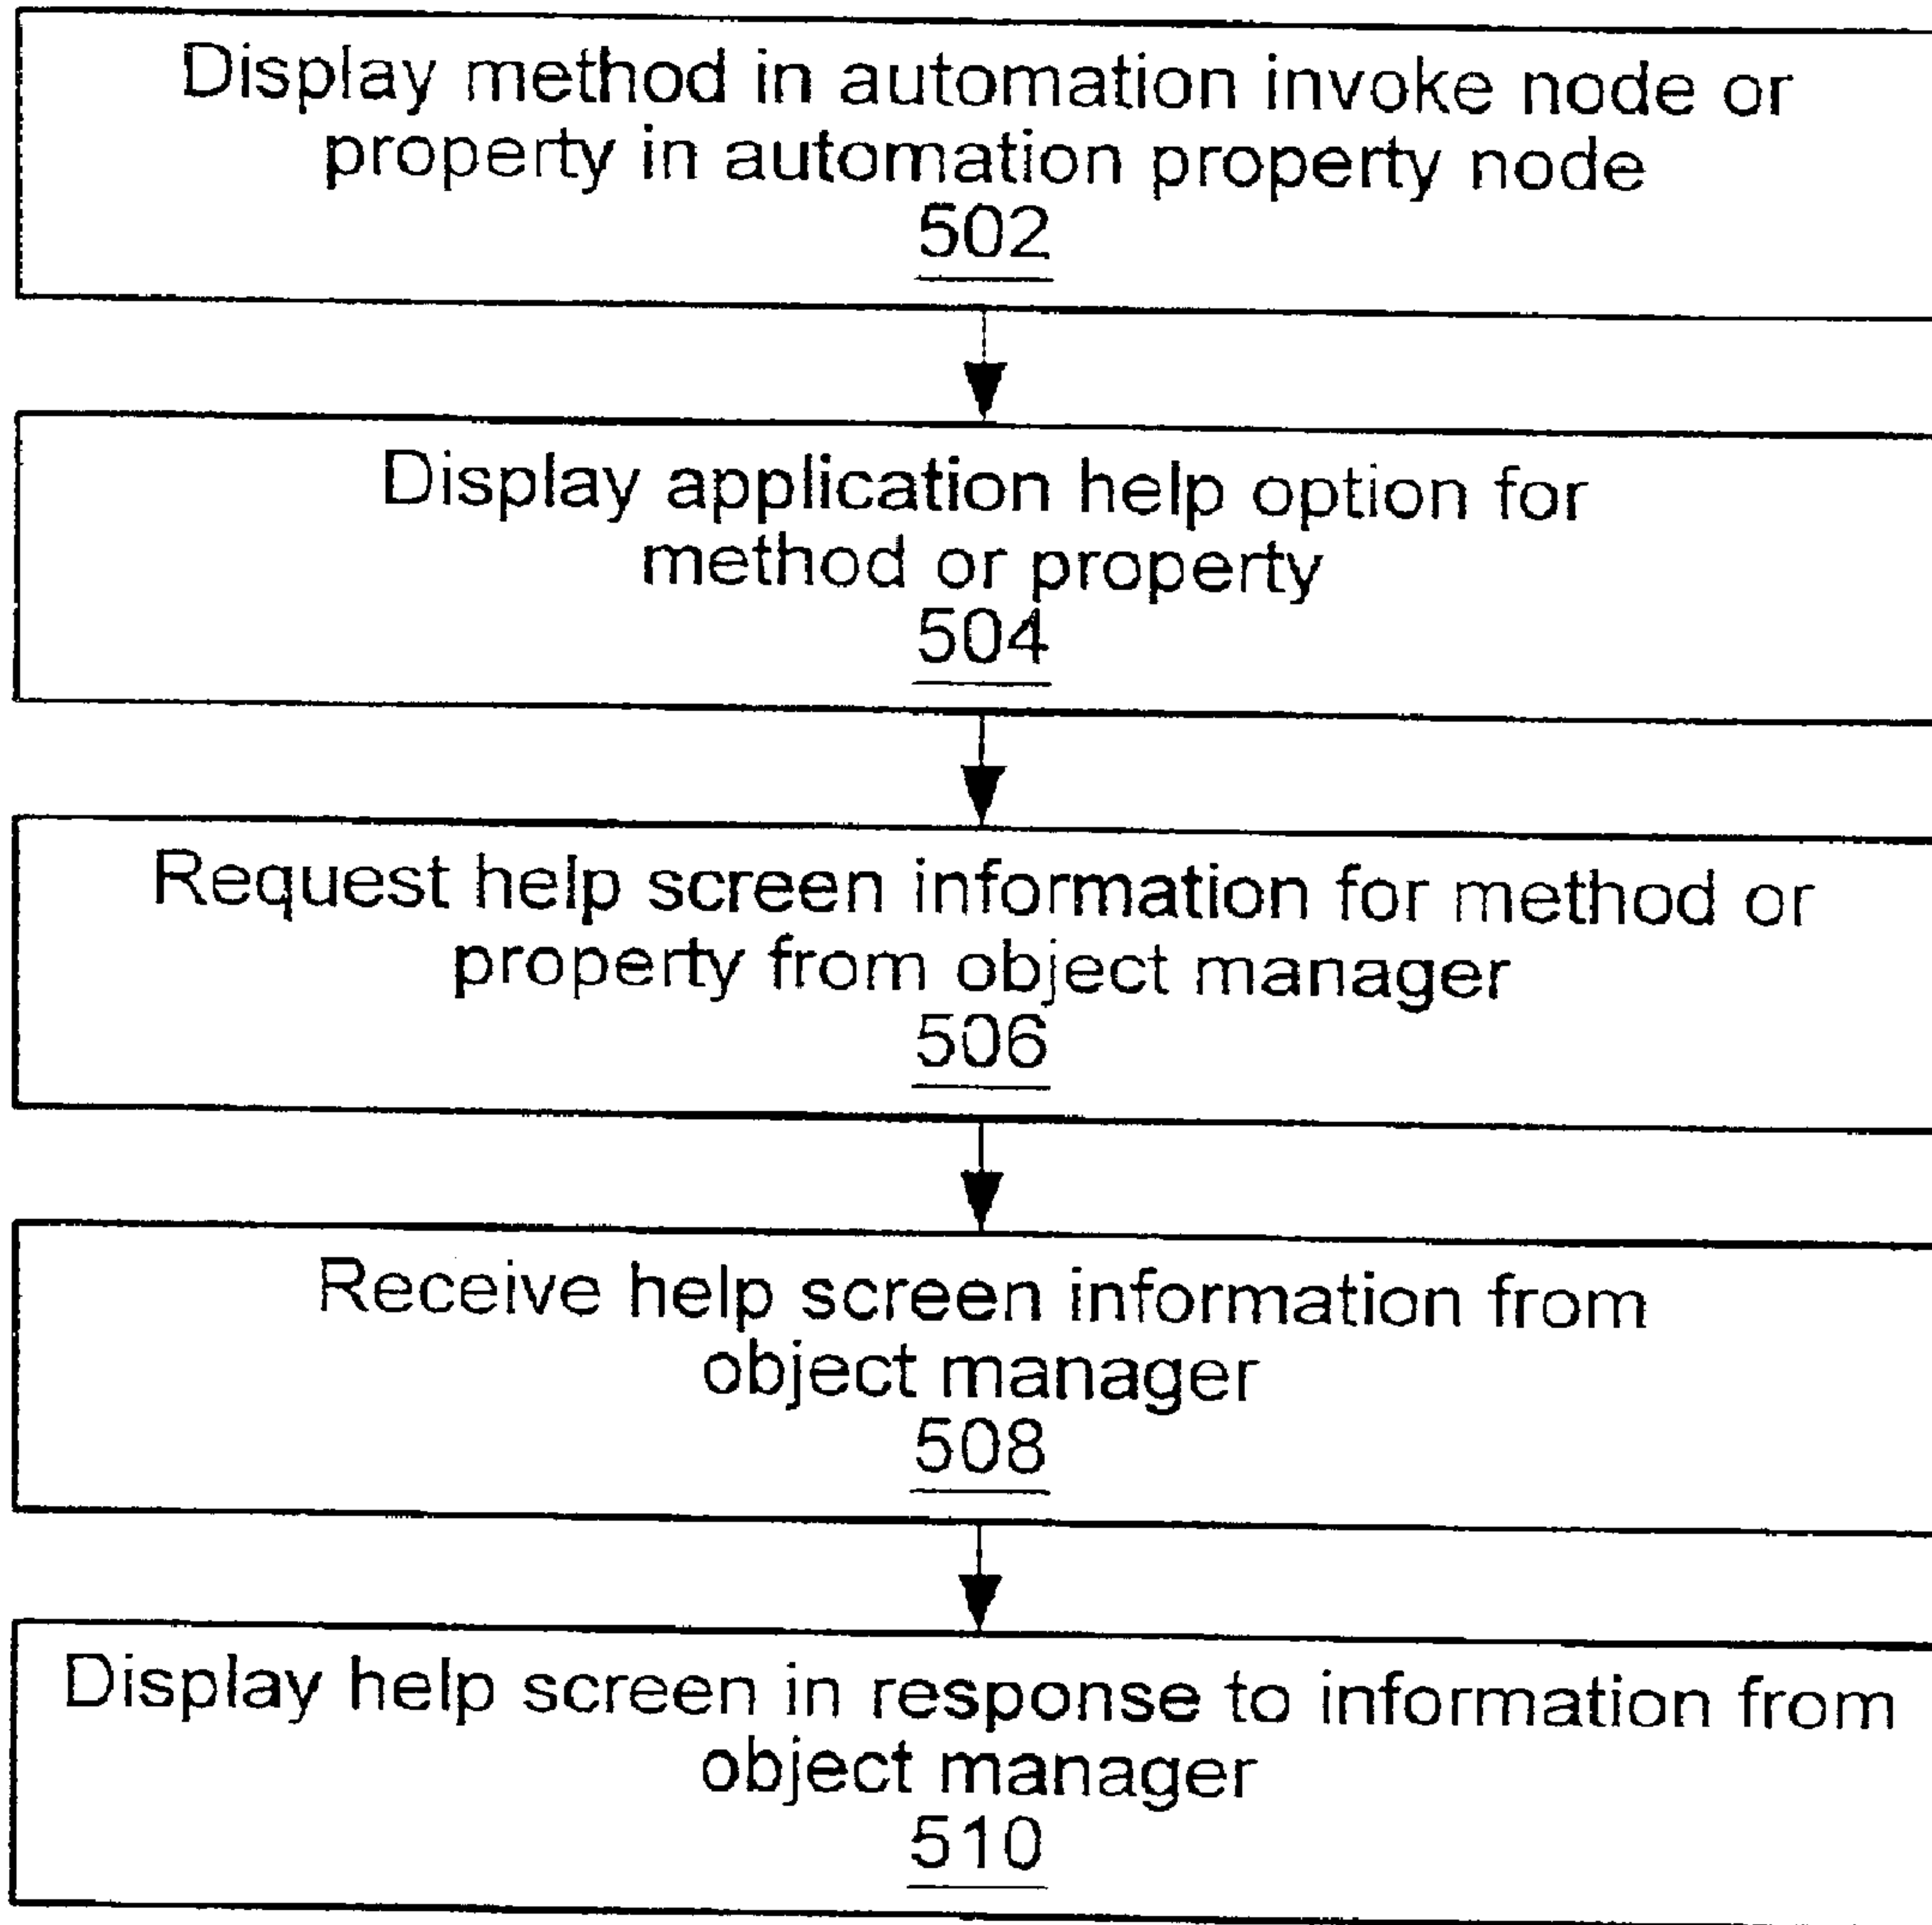 Display method in automation invoke node or
property in automation property node
502
Display application help option for
method or property
504
Request help screen information for method or
property from object manager
506
Receive help screen information from
object manager
508
Display help screen in response to information from
object manager
510